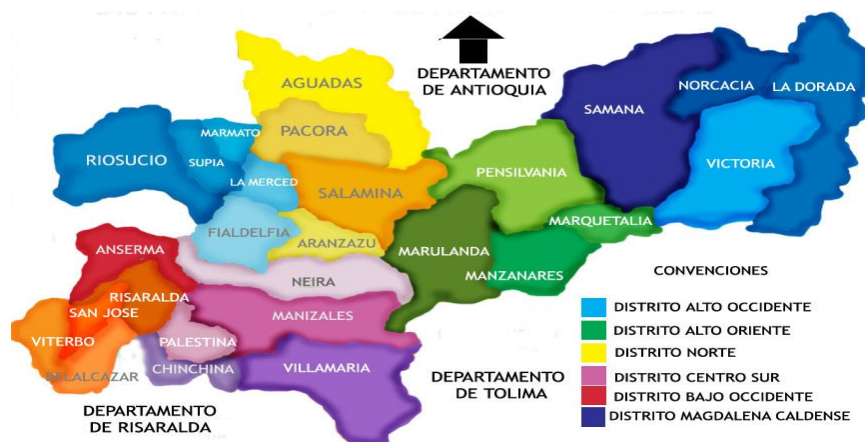 DEPARTAMENTO
DE ANTIOQUIA
AGUADAS
NORCACIA
LA DORADA
SAMANA
MARMATO
PACORA
RIOSUCIO
SUPIA
VICTORIA
PENSILVANIA
LA MERCED
SALAMINA
MARQUETALIA
FIALDELFIA
ARANZAZU
MARULANDA
ANSERMA
MANZANARES
NEIRA
CONVENCIONES
RISARALDA
SAN JOSE
MANIZALES
VITERBO
PALESTINA
BELALCAZAR
CHINCHINA
VILLAMARIA
DISTRITO ALTO OCCIDENTE
DISTRITO ALTO ORIENTE
DISTRITO NORTE
DISTRITO CENTRO SUR
DISTRITO BAJO OCCIDENTE
DISTRITO MAGDALENA CALDENSE
DEPARTAMENTO
DE TOLIMA
DEPARTAMENTO
DE RISARALDA